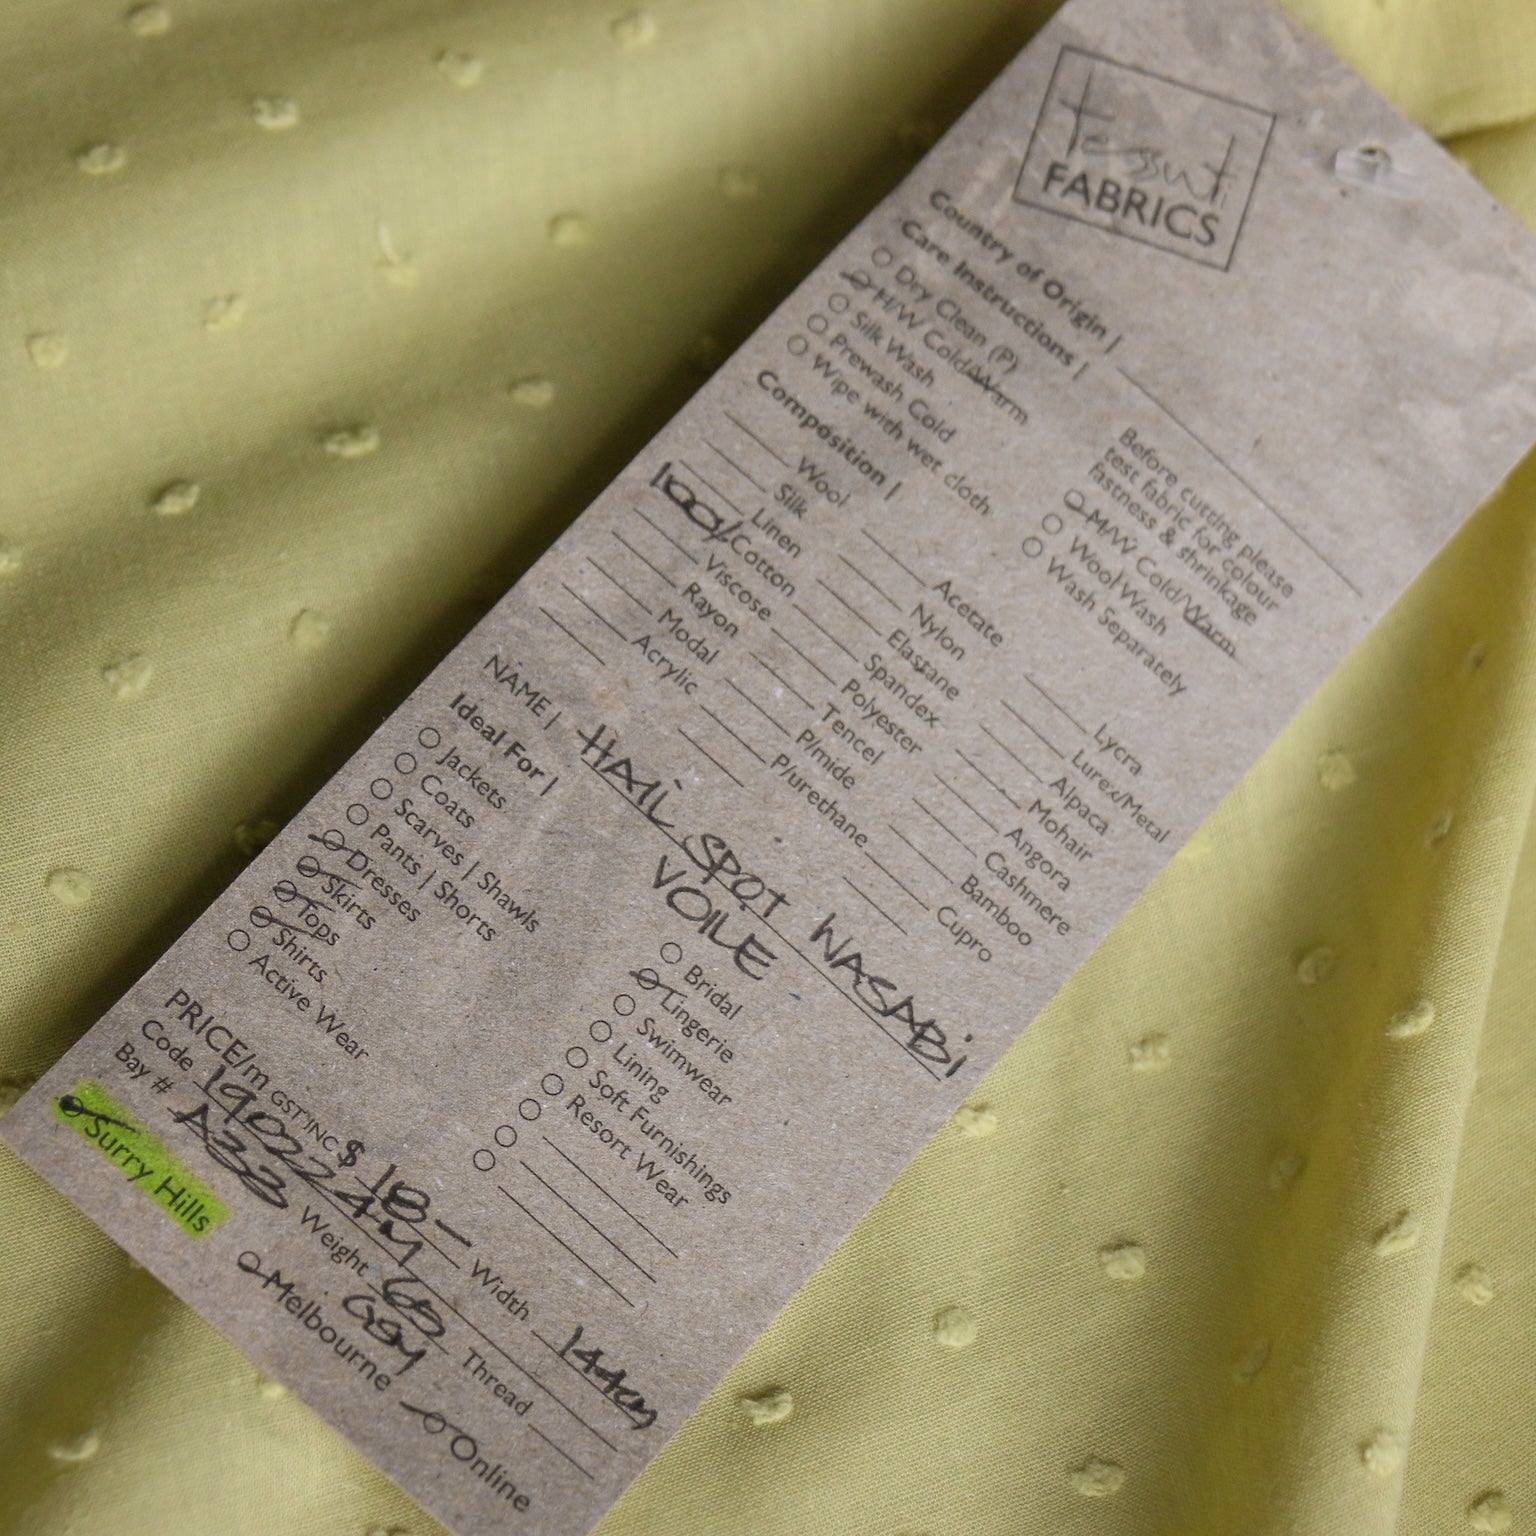 tessuti
FABRICS
Country of Origin |
Care Instructions |
Dry Clean (P)
H/W Cold/Warm
Silk Wash
Prewash Cold
Wipe with wet cloth
Before cutting please
test fabric for colour
fastness & shrinkage
M/W Cold/Warm
Wool Wash
Wash Separately
Composition |
Wool
Silk
Linen
100% Cotton
Viscose
Rayon
Modal
Acrylic
Acetate
Nylon
Elastane
Spandex
Polyester
Tencel
P/mide
P/urethane
Lycra
Lurex/Metal
Alpaca
Mohair
Angora
Cashmere
Bamboo
Cupro
NAME | HAIL SPOT WASABI
VOILE
Ideal For |
Jackets
Coats
Scarves | Shawls
Pants | Shorts
Dresses
Skirts
Tops
Shirts
Active Wear
Bridal
Lingerie
Swimwear
Lining
Soft Furnishings
Resort Wear
PRICE/m GST INC $ 18- Width 144cm
Code Thread
Bay # A33 Weight GSM
Surry Hills Melbourne Online